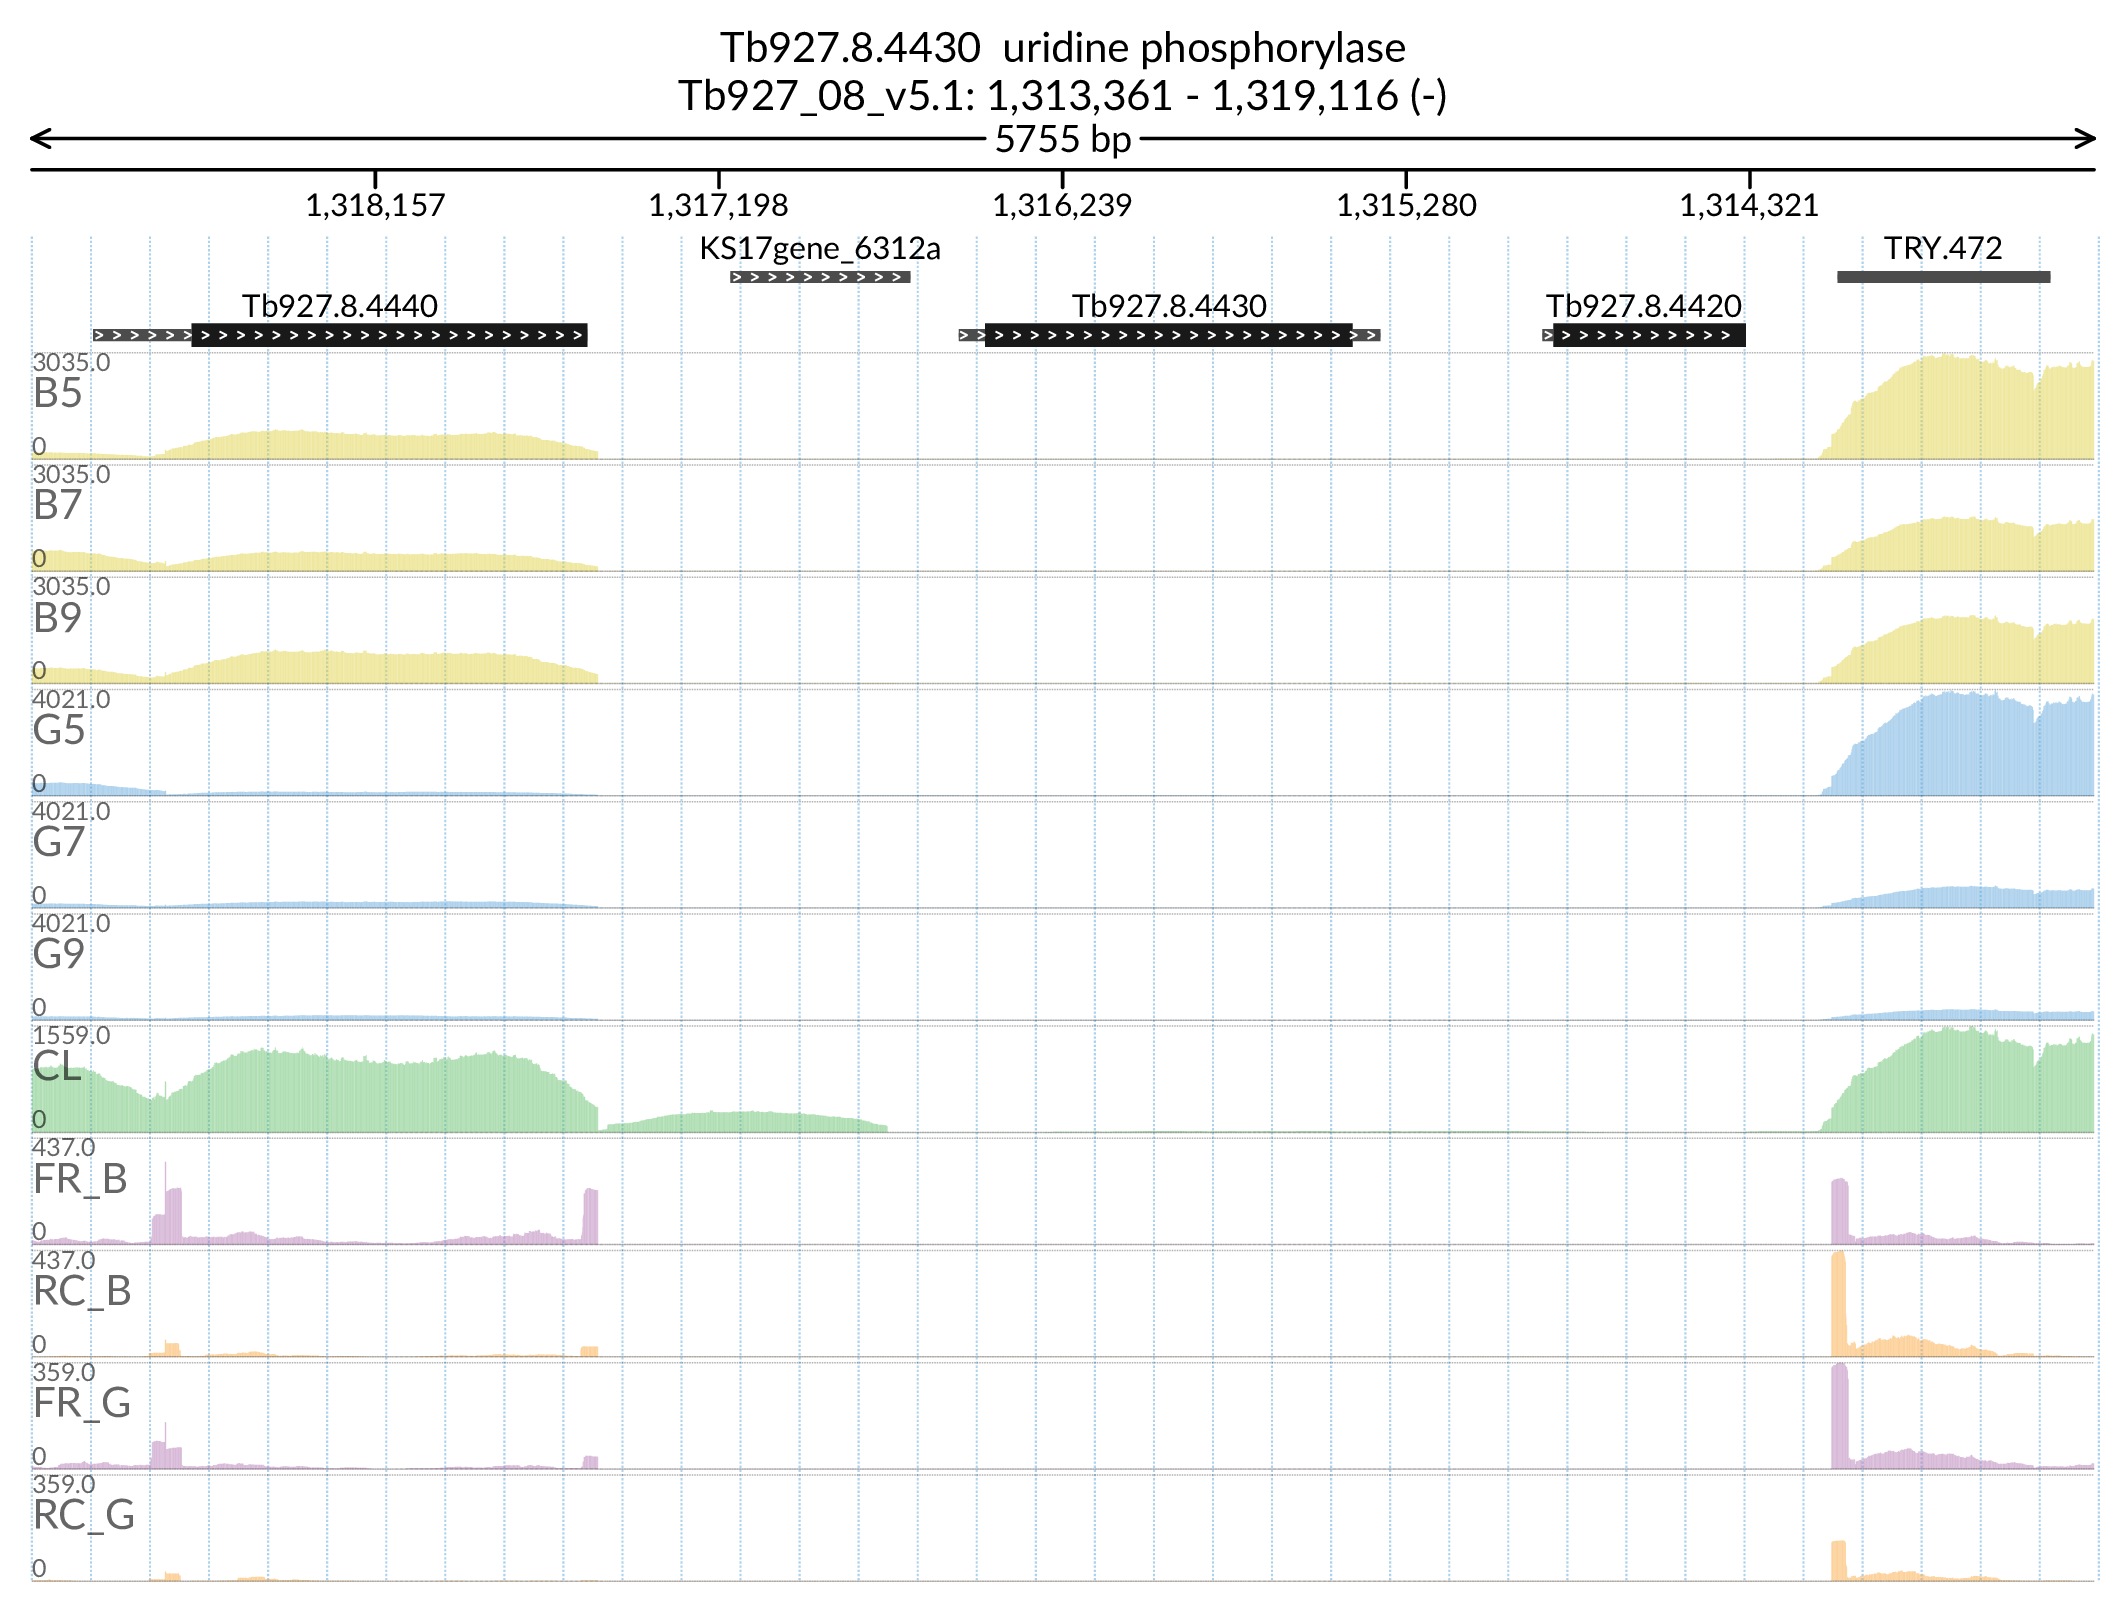 Tb927.8.4430  uridine phosphorylase
Tb927_08_v5.1: 1,313,361 - 1,319,116 (-)
5755 bp
1,318,157 1,317,198 1,316,239 1,315,280 1,314,321
KS17gene_6312a TRY.472
Tb927.8.4440 Tb927.8.4430 Tb927.8.4420
3035.0
B5
0
3035.0
B7
0
3035.0
B9
0
4021.0
G5
0
4021.0
G7
0
4021.0
G9
0
1559.0
CL
0
437.0
FR_B
0
437.0
RC_B
0
359.0
FR_G
0
359.0
RC_G
0